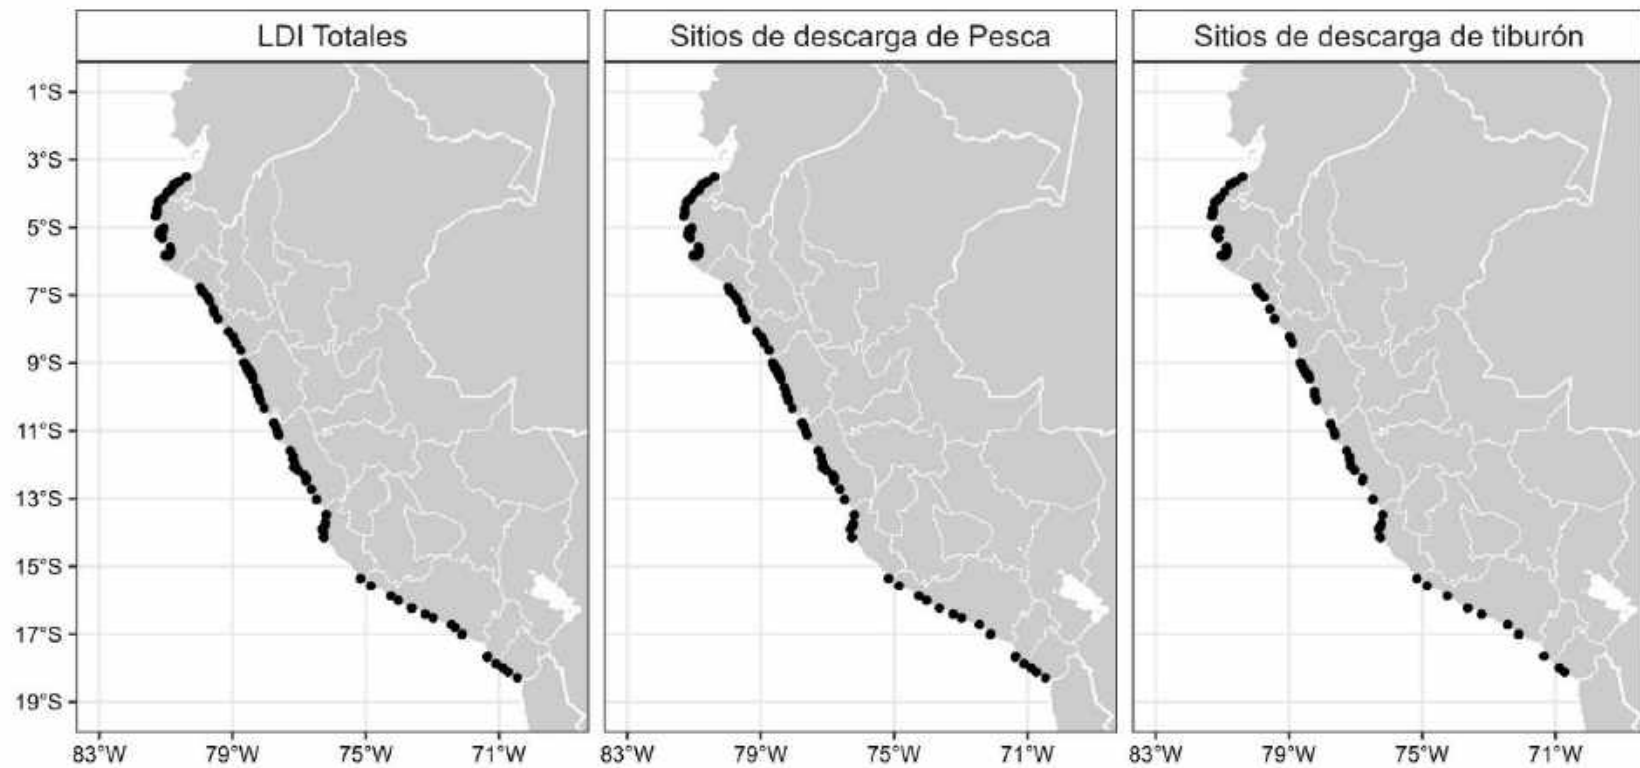 LDI Totales
Sitios de descarga de Pesca
Sitios de descarga de tiburón
1°S
3°S
5°S
7°S
9°S
11°S
13°S
15°S
17°S
19°S
83°W 79°W 75°W 71°W
83°W 79°W 75°W 71°W
83°W 79°W 75°W 71°W